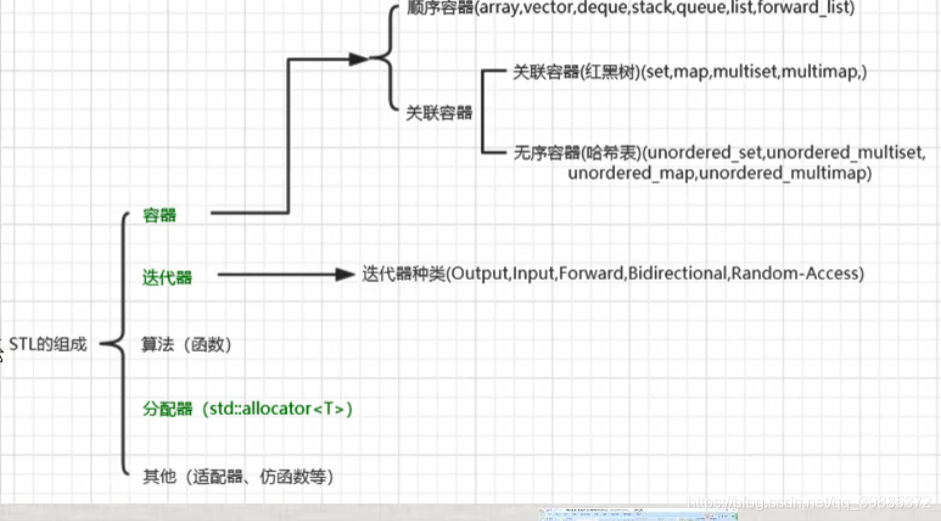 顺序容器(array,vector,deque,stack,queue,list,forward_list)
关联容器(红黑树)(set,map,multiset,multimap,)
关联容器
无序容器(哈希表)(unordered_set,unordered_multiset,
unordered_map,unordered_multimap)
容器
迭代器
迭代器种类(Output,Input,Forward,Bidirectional,Random-Access)
STL的组成
算法（函数）
分配器（std::allocator<T>）
其他（适配器、仿函数等）
https://blog.csdn.net/qq_39885372